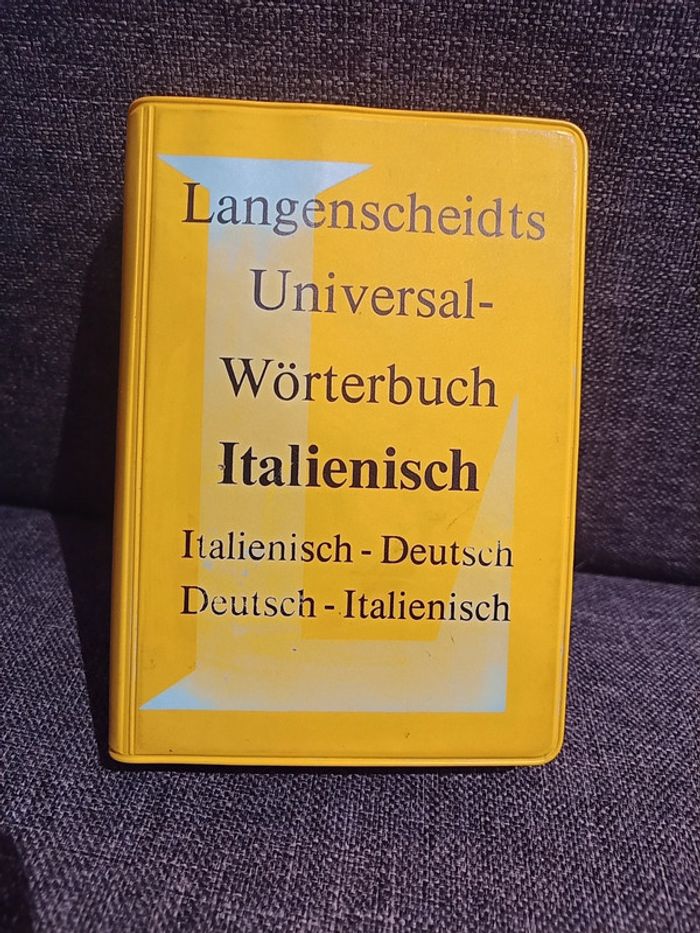 Langenscheidts
Universal-
Wörterbuch
Italienisch
Italienisch - Deutsch
Deutsch - Italienisch